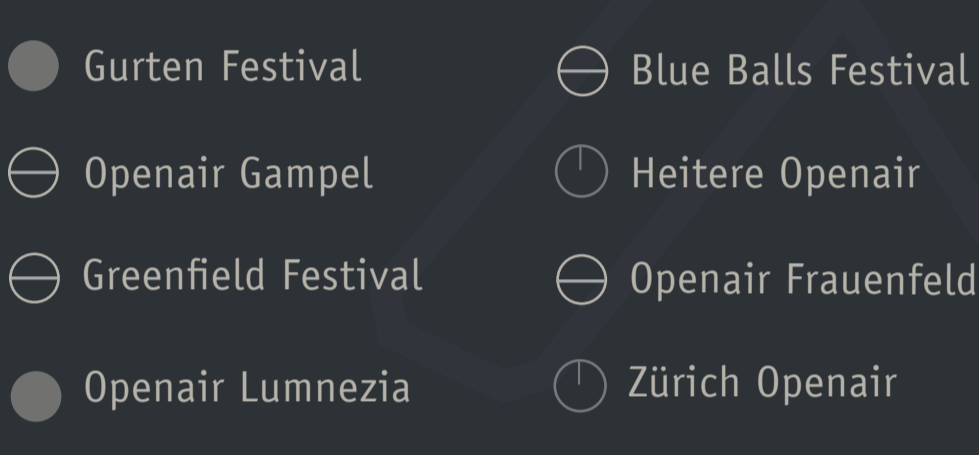 Gurten Festival
Openair Gampel
Greenfield Festival
Openair Lumnezia
Blue Balls Festival
Heitere Openair
Openair Frauenfeld
Zürich Openair